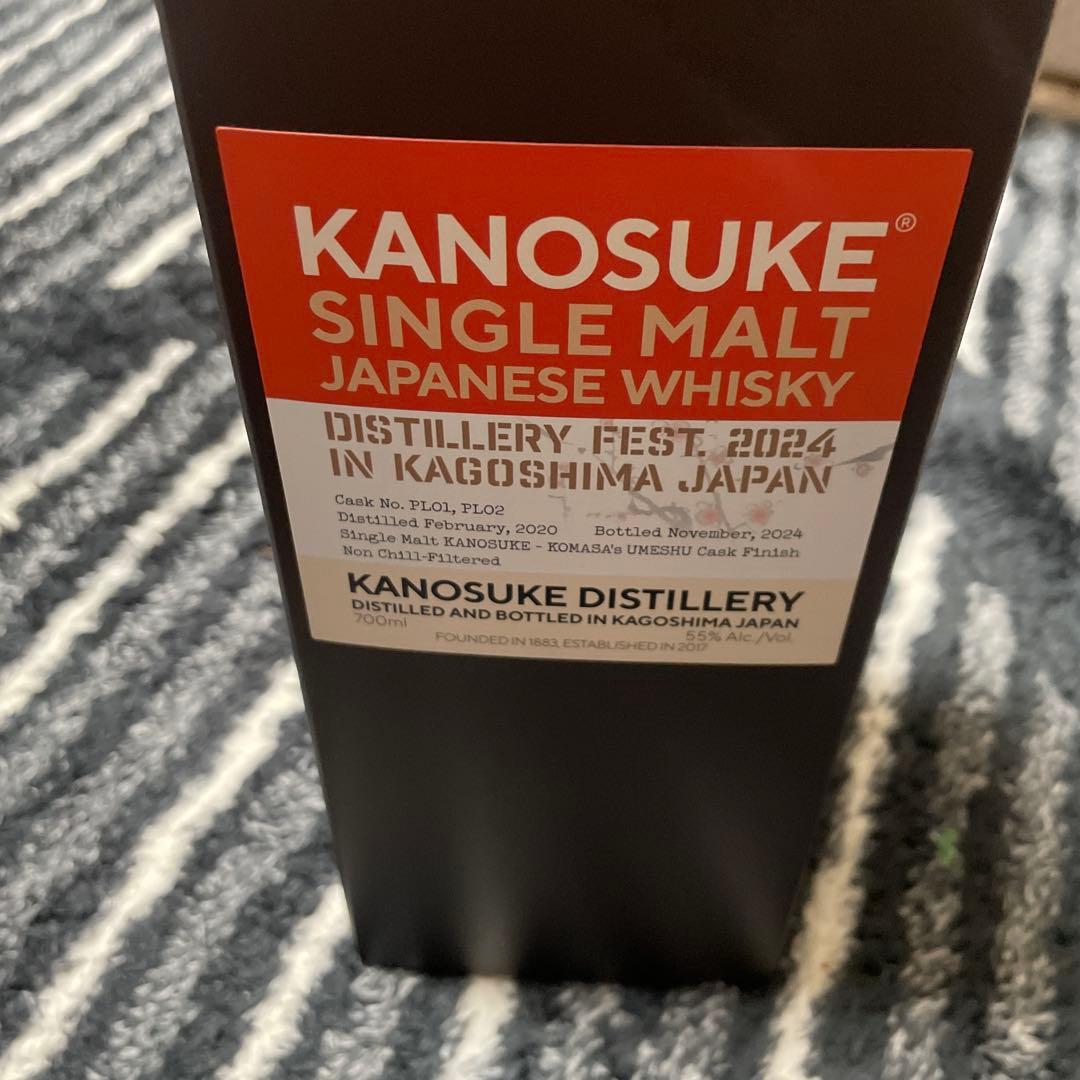 KANOSUKE®
SINGLE MALT
JAPANESE WHISKY
DISTILLERY FEST. 2024
IN KAGOSHIMA JAPAN
Cask No. PL01, PL02
Distilled February, 2020 Bottled November, 2024
Single Malt KANOSUKE - KOMASA's UMESHU Cask Finish
Non Chill-Filtered
KANOSUKE DISTILLERY
DISTILLED AND BOTTLED IN KAGOSHIMA JAPAN
700ml 55% Alc./Vol.
FOUNDED IN 1883, ESTABLISHED IN 2017